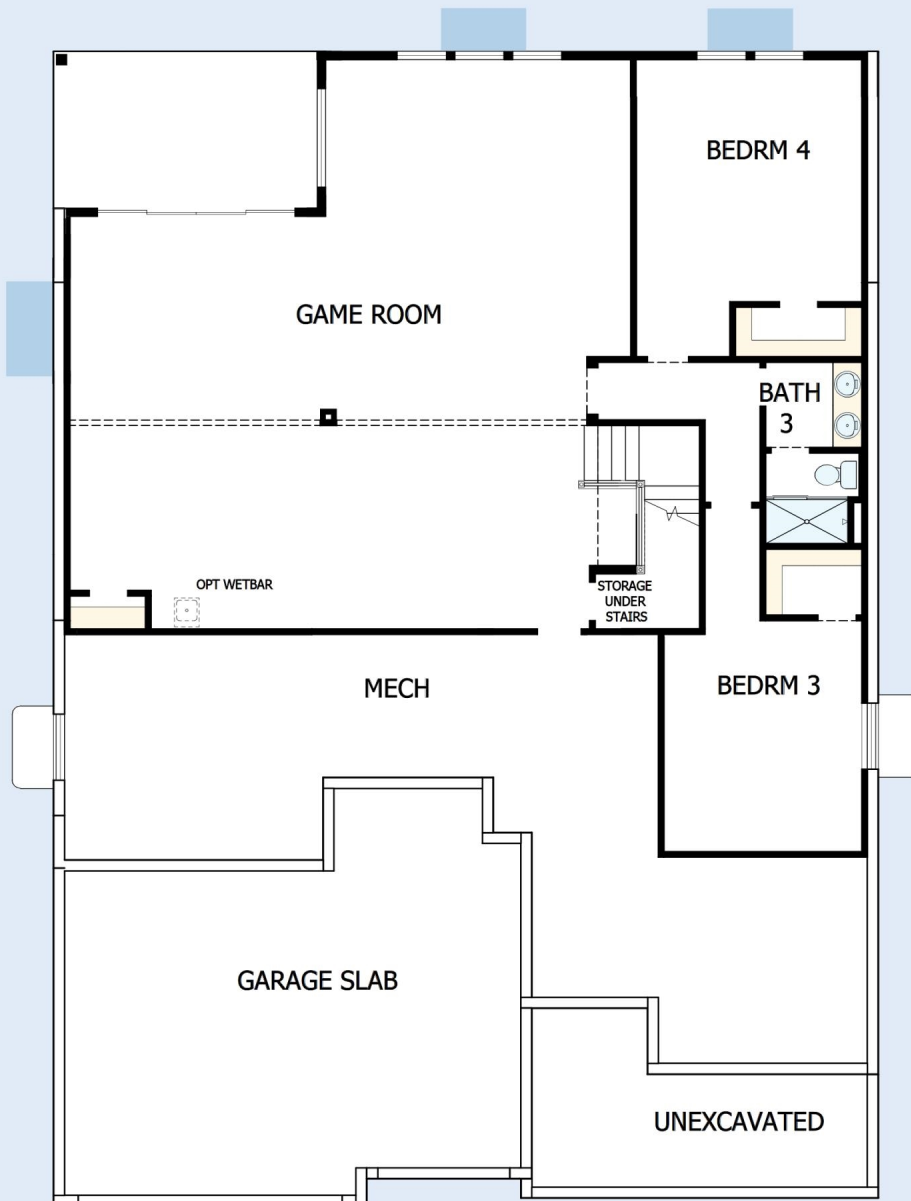 BEDRM 4
GAME ROOM
BATH
3
OPT WETBAR
STORAGE
UNDER
STAIRS
MECH
BEDRM 3
GARAGE SLAB
UNEXCAVATED